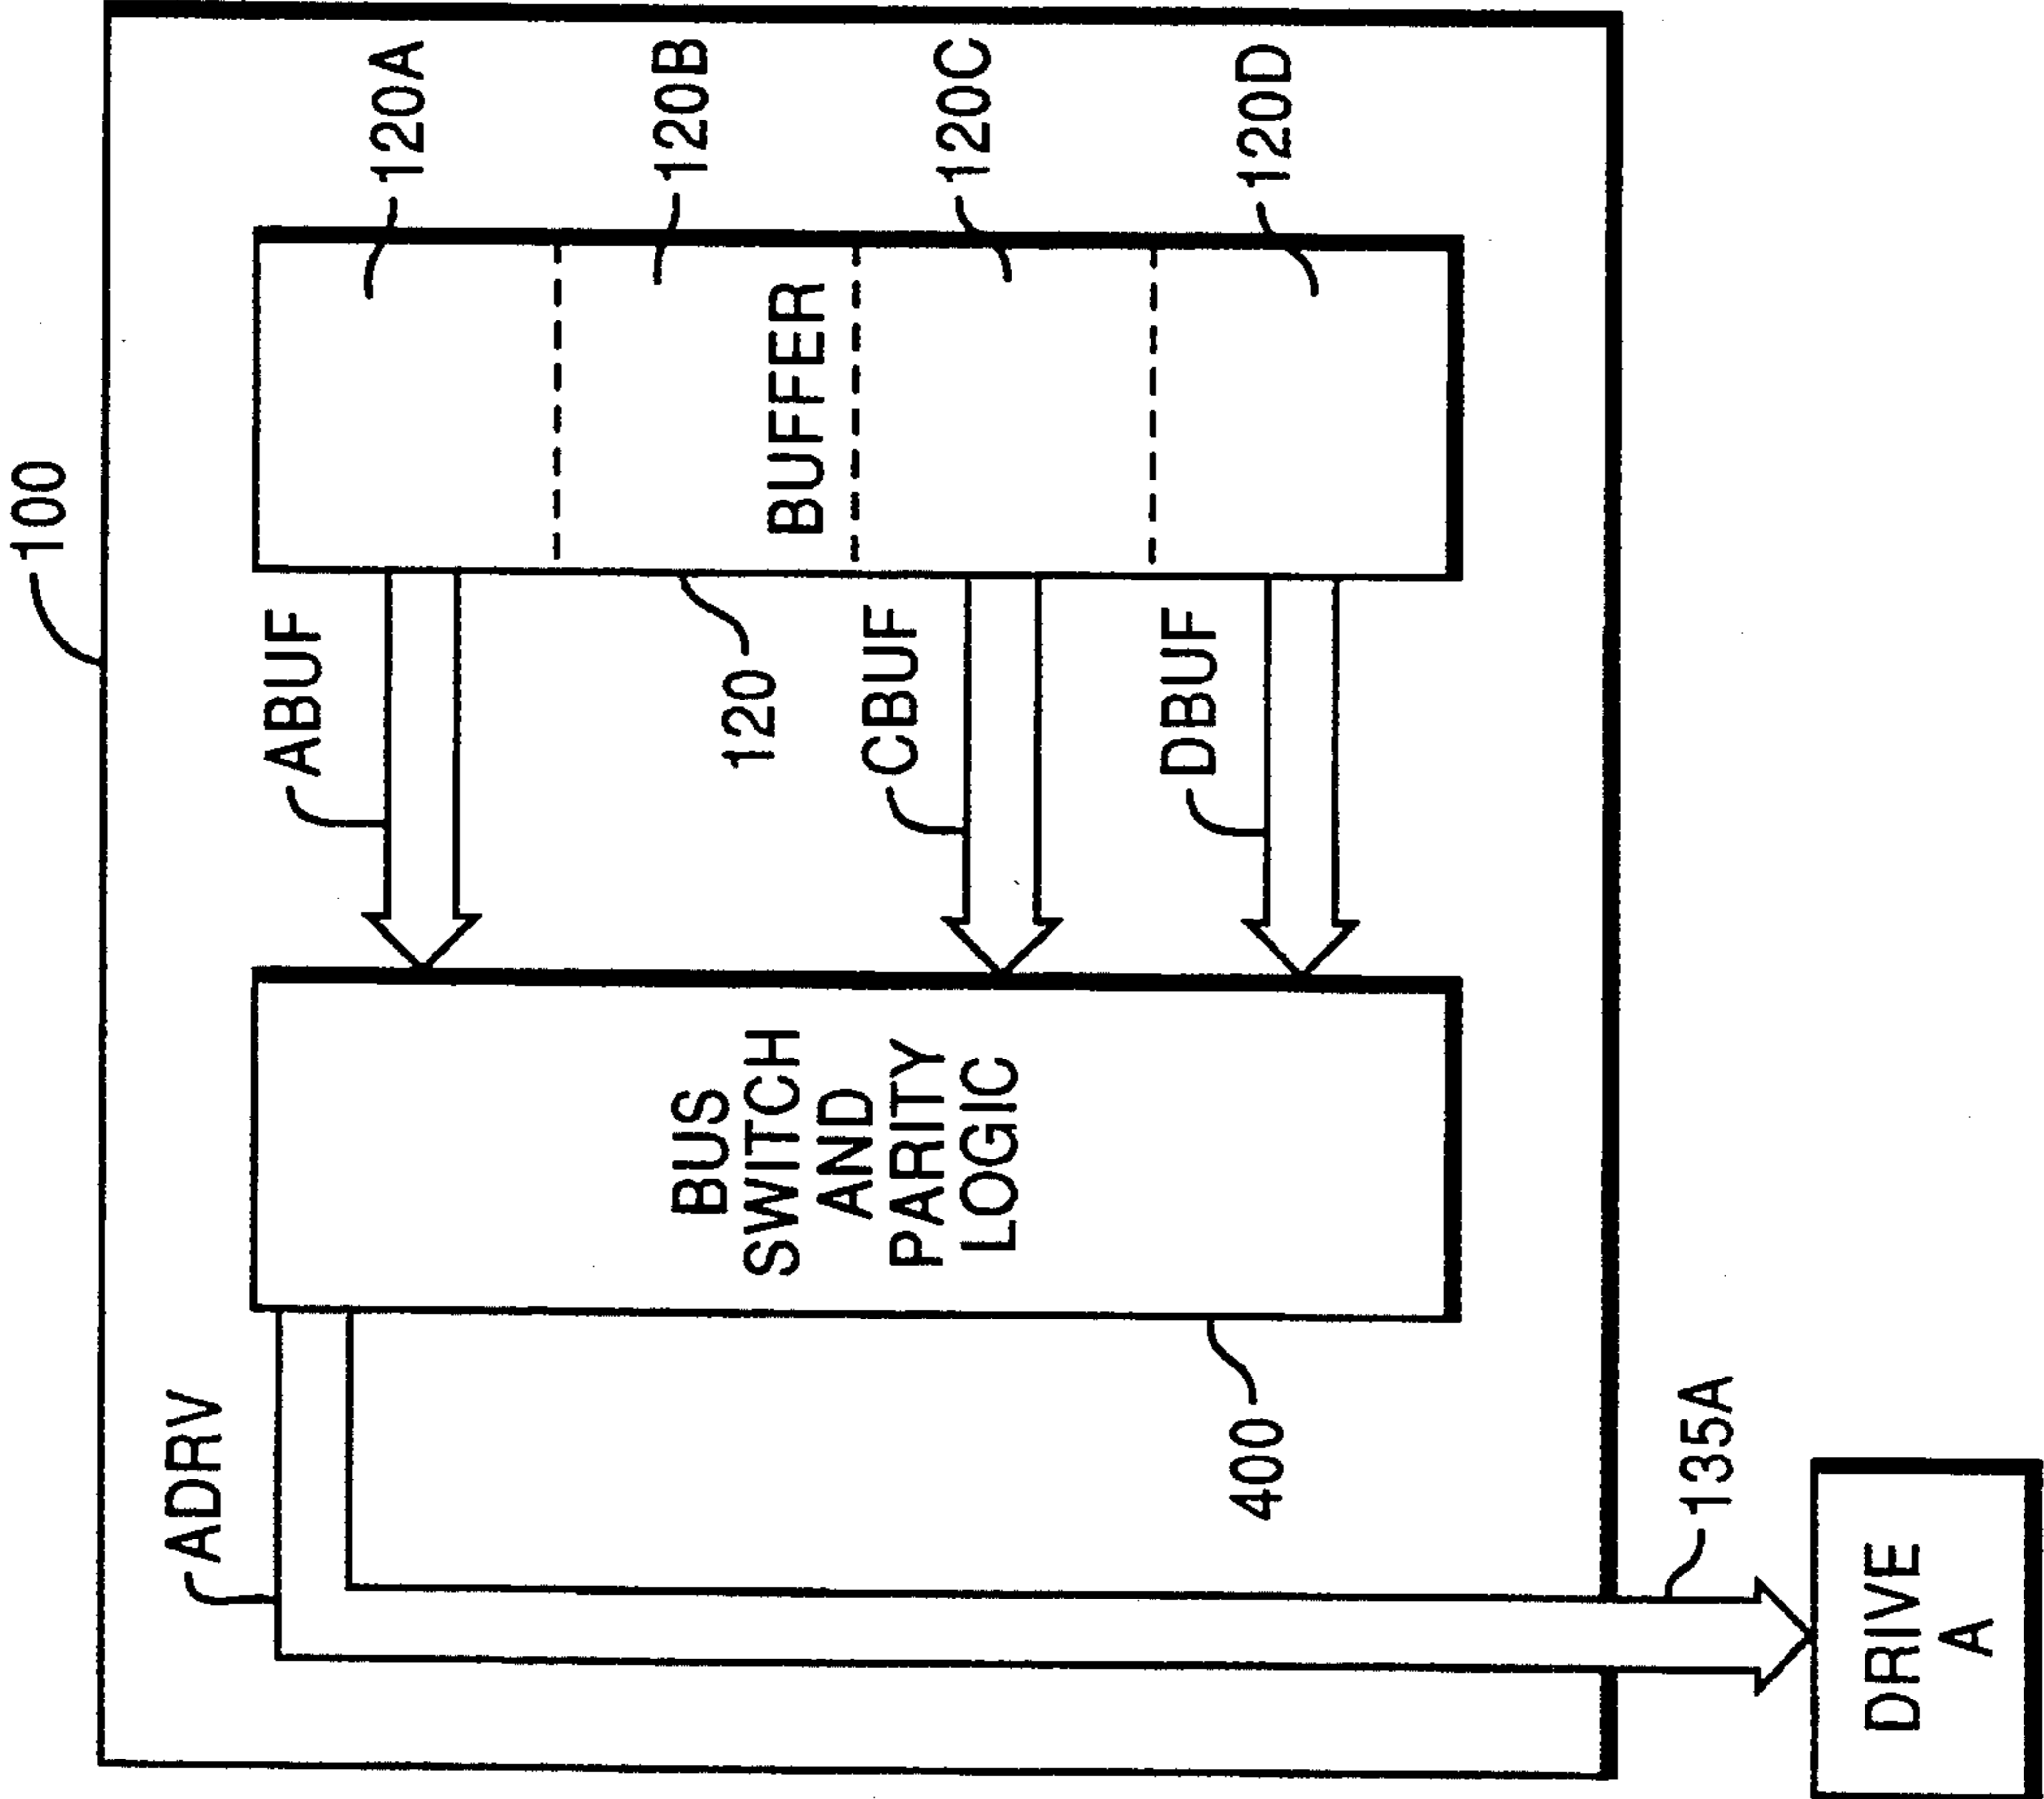 100
120A
120B
120C
120D
BUFFER
ABUF
120
CBUF
DBUF
BUS
SWITCH
AND
PARITY
LOGIC
ADRV
400
135A
DRIVE
A